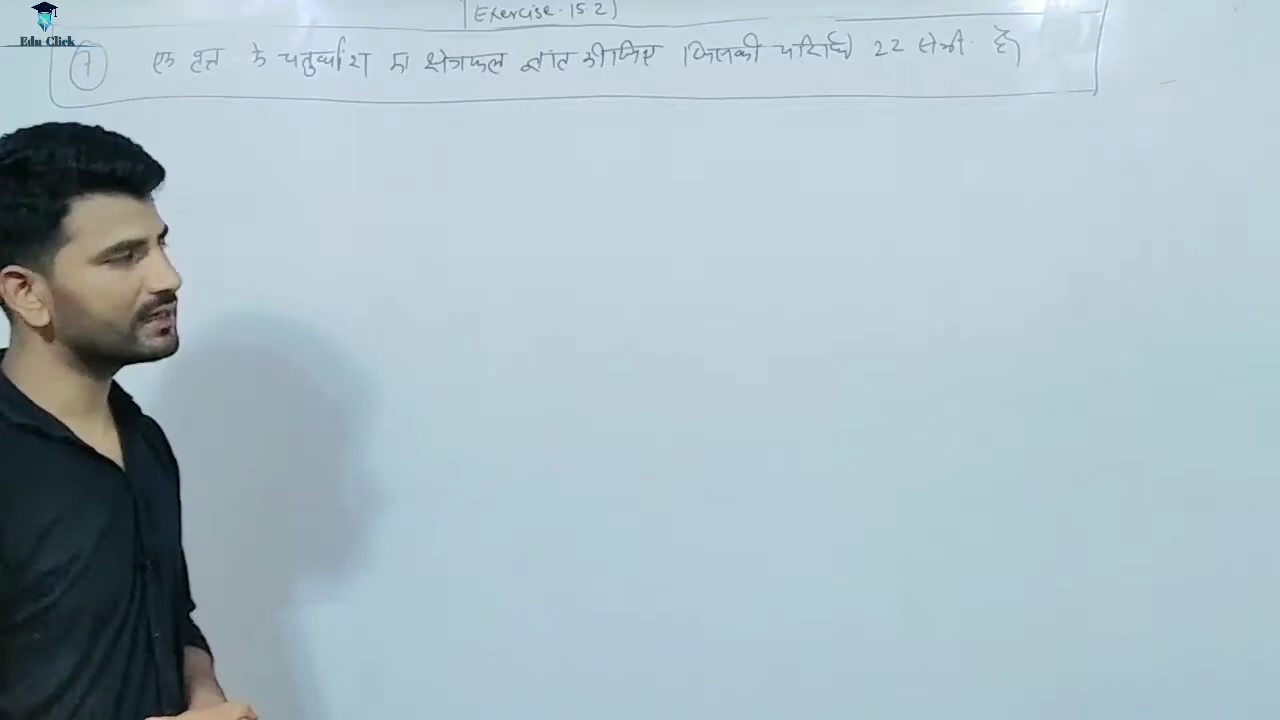 Edu Click
(Exercise-15.2)
① एक वृत्त के चतुर्थांश का क्षेत्रफल ज्ञात कीजिए जिसकी परिधि 22 सेमी. है।